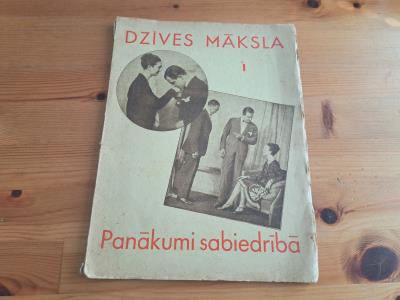 DZĪVES MĀKSLA
1
Panākumi sabiedrībā